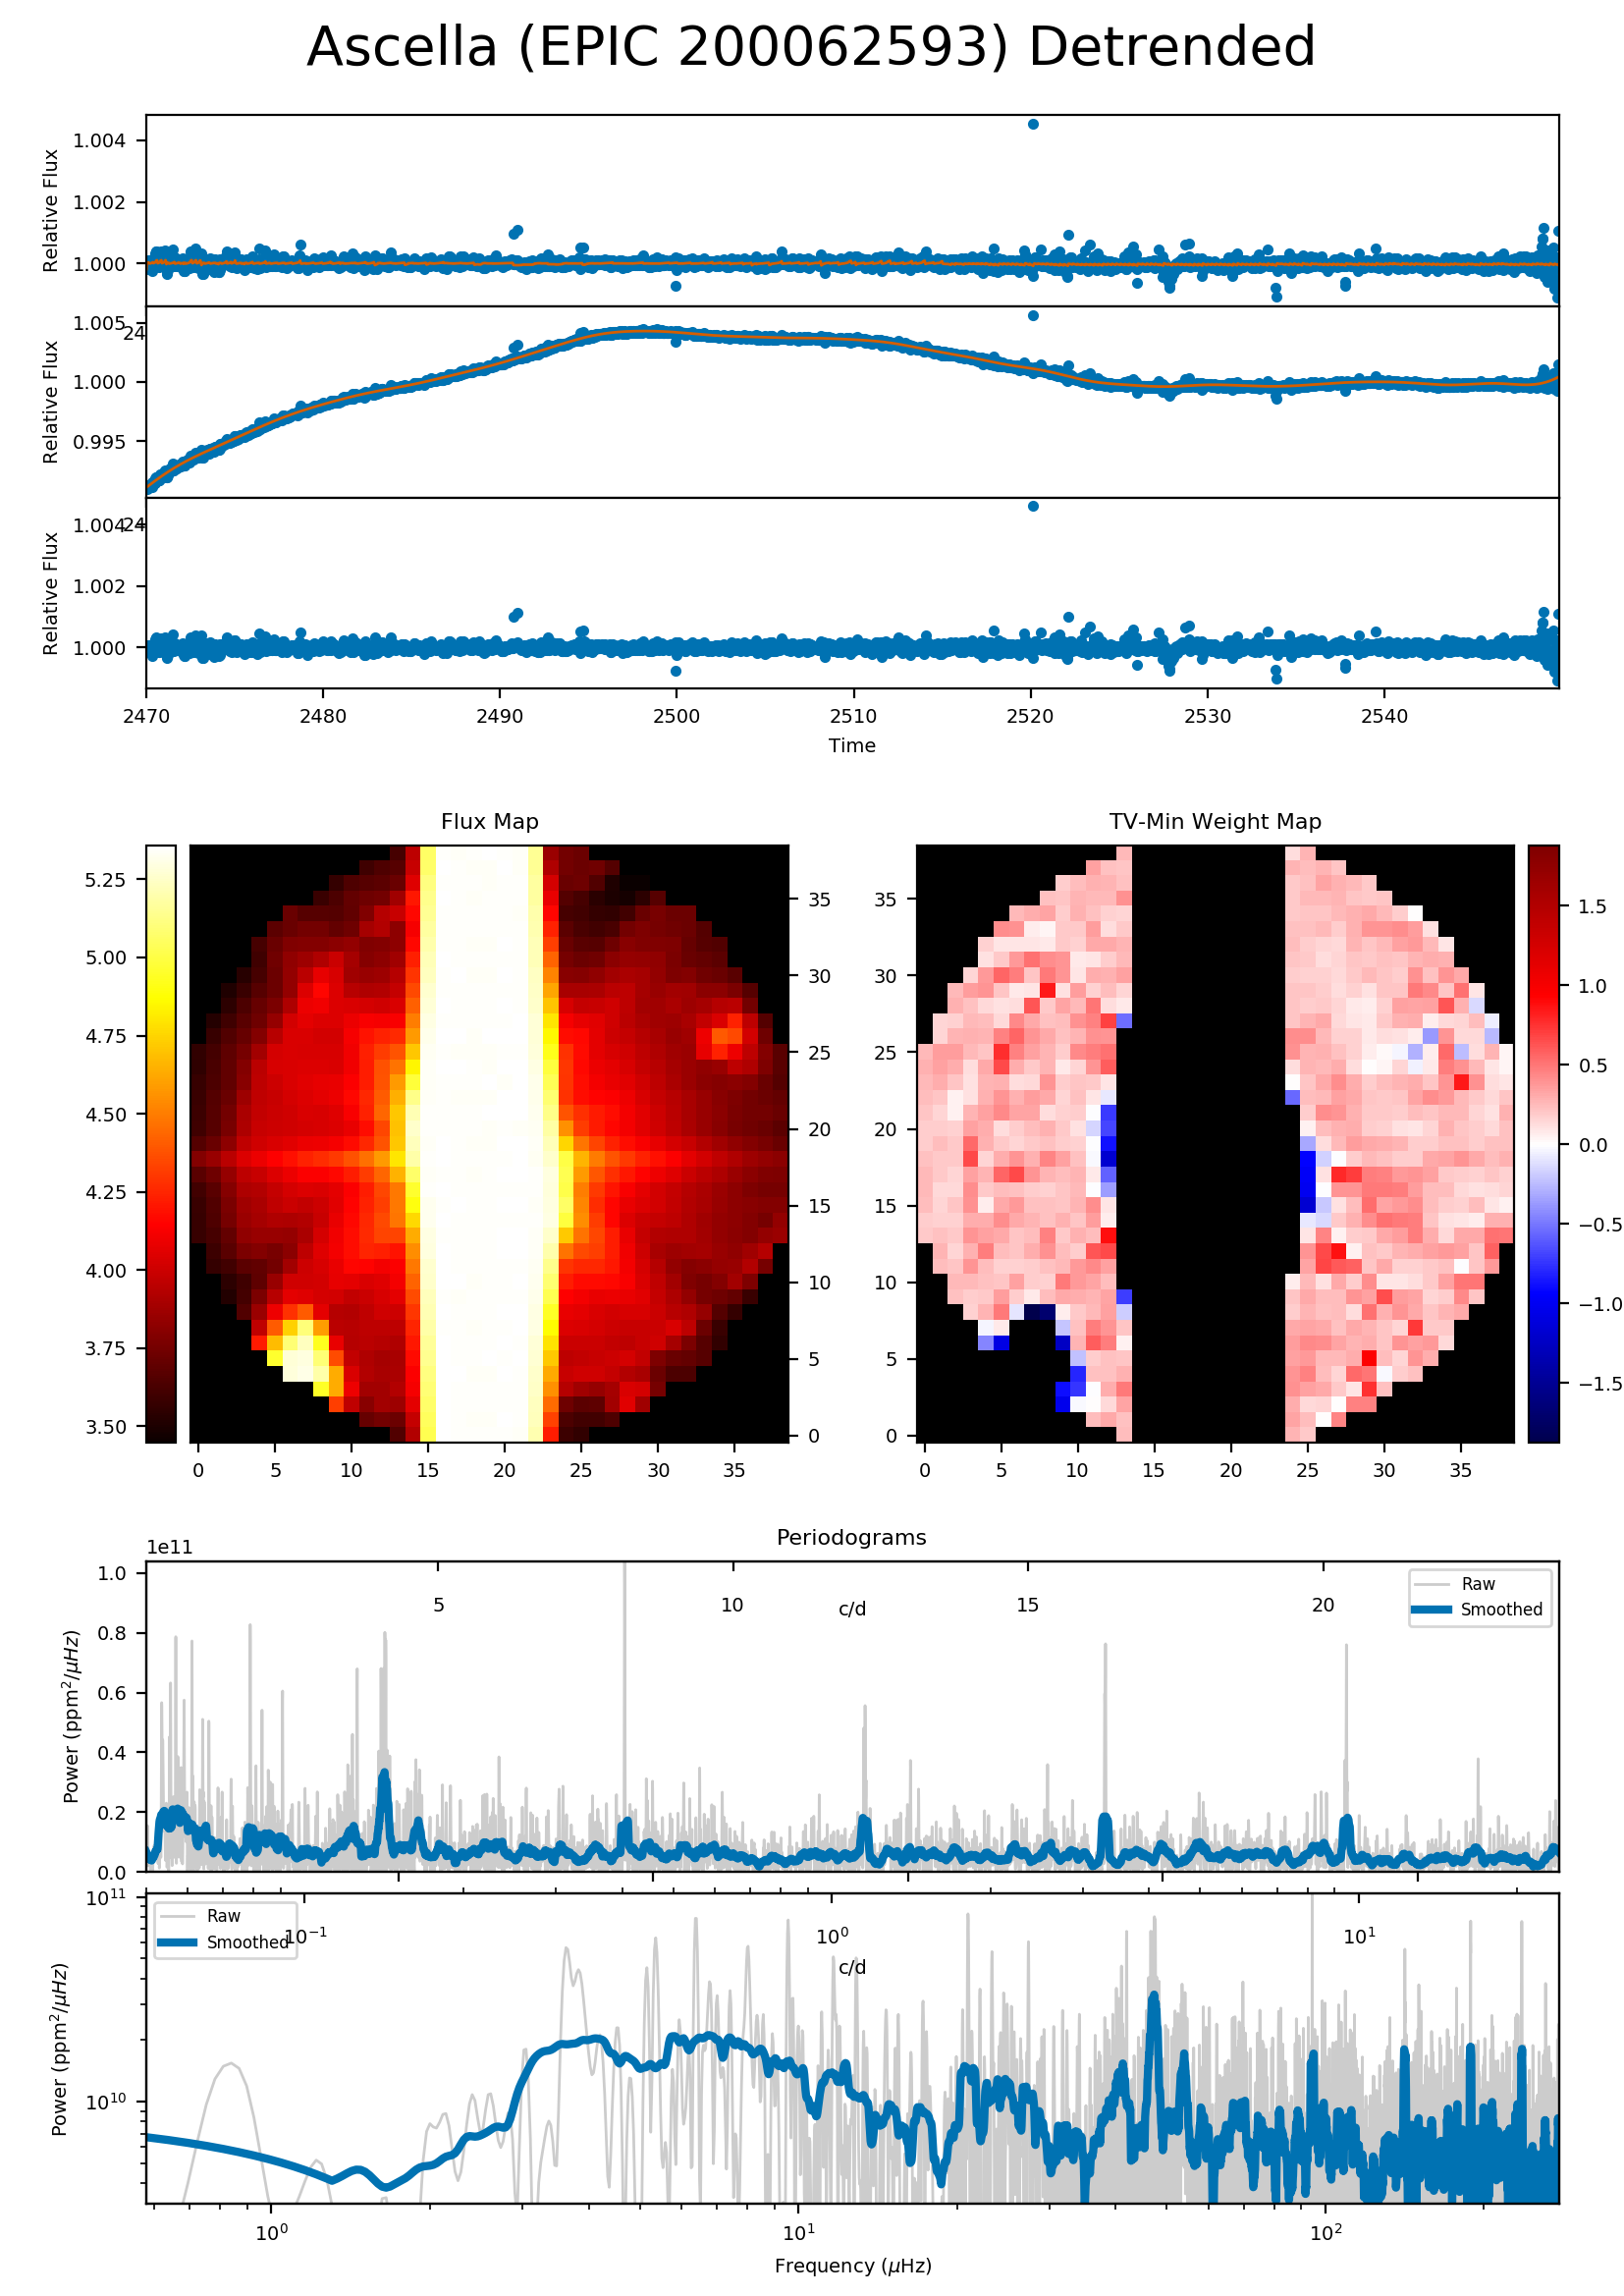 Ascella (EPIC 200062593) Detrended
1.004
1.002
1.000
Relative Flux
24
1.005
1.000
0.995
Relative Flux
24
1.004
1.002
1.000
Relative Flux
2470 2480 2490 2500 2510 2520 2530 2540
Time
Flux Map
5.25
5.00
4.75
4.50
4.25
4.00
3.75
3.50
35
30
25
20
15
10
5
0
0 5 10 15 20 25 30 35
TV-Min Weight Map
35
30
25
20
15
10
5
0
0 5 10 15 20 25 30 35
1.5
1.0
0.5
0.0
−0.5
−1.0
−1.5
Periodograms
1e11
1.0
0.8
0.6
0.4
0.2
0.0
Power (ppm²/μHz)
5 10 15 20
c/d
Raw
Smoothed
10¹¹
10¹⁰
Power (ppm²/μHz)
Raw
Smoothed
10⁻¹ 10⁰ 10¹
c/d
10⁰ 10¹ 10²
Frequency (μHz)